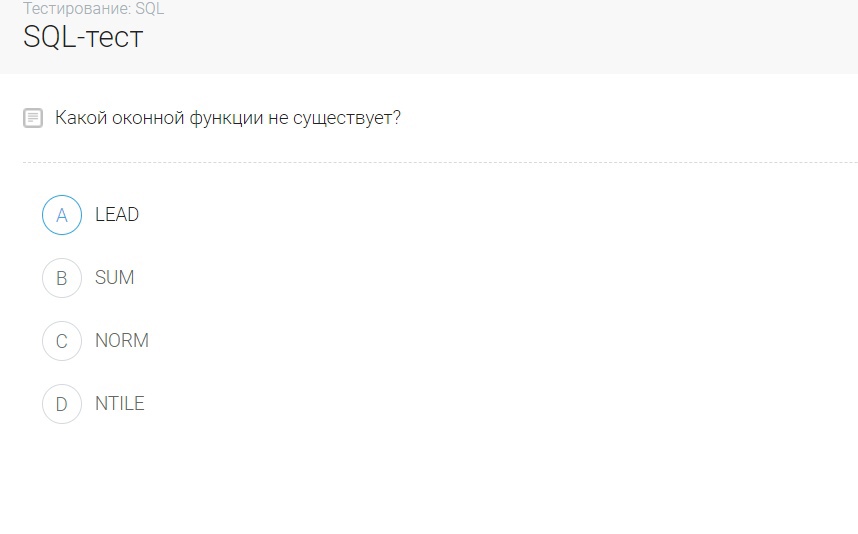 Тестирование: SQL
SQL-тест
Какой оконной функции не существует?
A LEAD
B SUM
C NORM
D NTILE